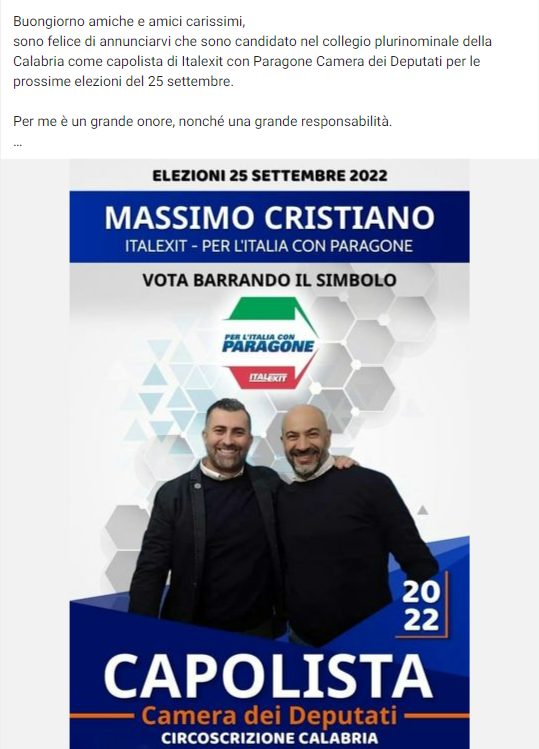 Buongiorno amiche e amici carissimi,
sono felice di annunciarvi che sono candidato nel collegio plurinominale della
Calabria come capolista di Italexit con Paragone Camera dei Deputati per le
prossime elezioni del 25 settembre.
Per me è un grande onore, nonché una grande responsabilità.
...
ELEZIONI 25 SETTEMBRE 2022
MASSIMO CRISTIANO
ITALEXIT - PER L'ITALIA CON PARAGONE
VOTA BARRANDO IL SIMBOLO
PER L'ITALIA CON
PARAGONE
ITALEXIT
20
22
CAPOLISTA
Camera dei Deputati
CIRCOSCRIZIONE CALABRIA